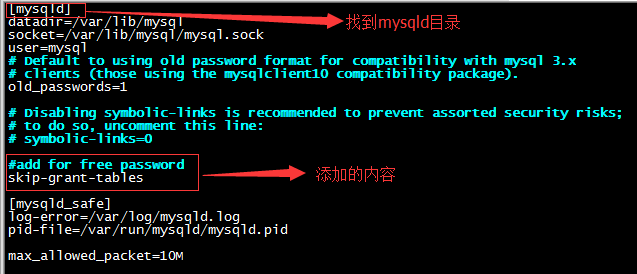 [mysqld]
找到mysqld目录
datadir=/var/lib/mysql
socket=/var/lib/mysql/mysql.sock
user=mysql
# Default to using old password format for compatibility with mysql 3.x
# clients (those using the mysqlclient10 compatibility package).
old_passwords=1
# Disabling symbolic-links is recommended to prevent assorted security risks;
# to do so, uncomment this line:
# symbolic-links=0
#add for free password
skip-grant-tables
添加的内容
[mysqld_safe]
log-error=/var/log/mysqld.log
pid-file=/var/run/mysqld/mysqld.pid
max_allowed_packet=10M